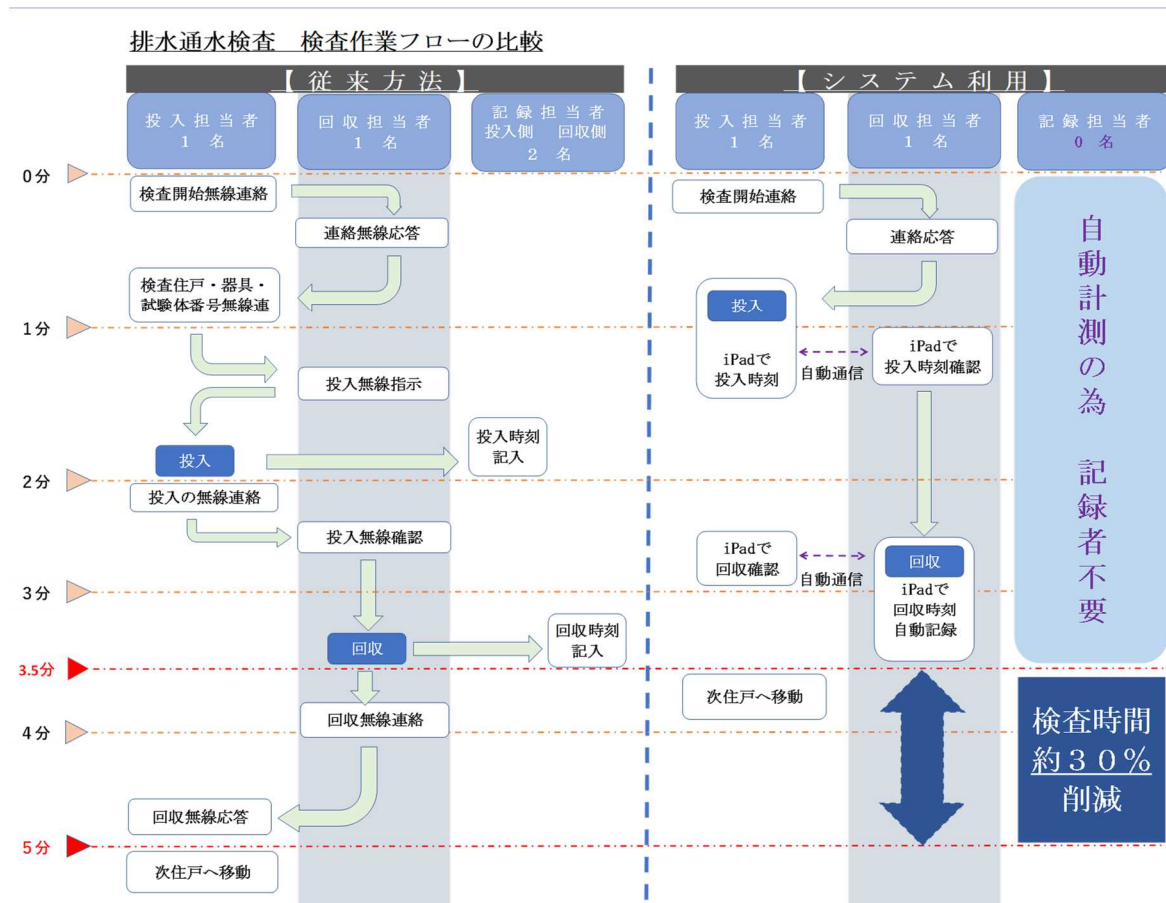 排水通水検査　検査作業フローの比較
【従来方法】
投入担当者
1名
回収担当者
1名
記録担当者
投入側　回収側
2名
0分
検査開始無線連絡
連絡無線応答
検査住戸・器具・
試験体番号無線連
1分
投入無線指示
投入
投入時刻
記入
2分
投入の無線連絡
投入無線確認
3分
回収
回収時刻
記入
3.5分
回収無線連絡
4分
回収無線応答
5分
次住戸へ移動
【システム利用】
投入担当者
1名
回収担当者
1名
記録担当者
0名
検査開始連絡
連絡応答
投入
iPadで
投入時刻
自動通信
iPadで
投入時刻確認
iPadで
回収確認
自動通信
回収
iPadで
回収時刻
自動記録
次住戸へ移動
自動計測の為　記録者不要
検査時間
約３０％
削減